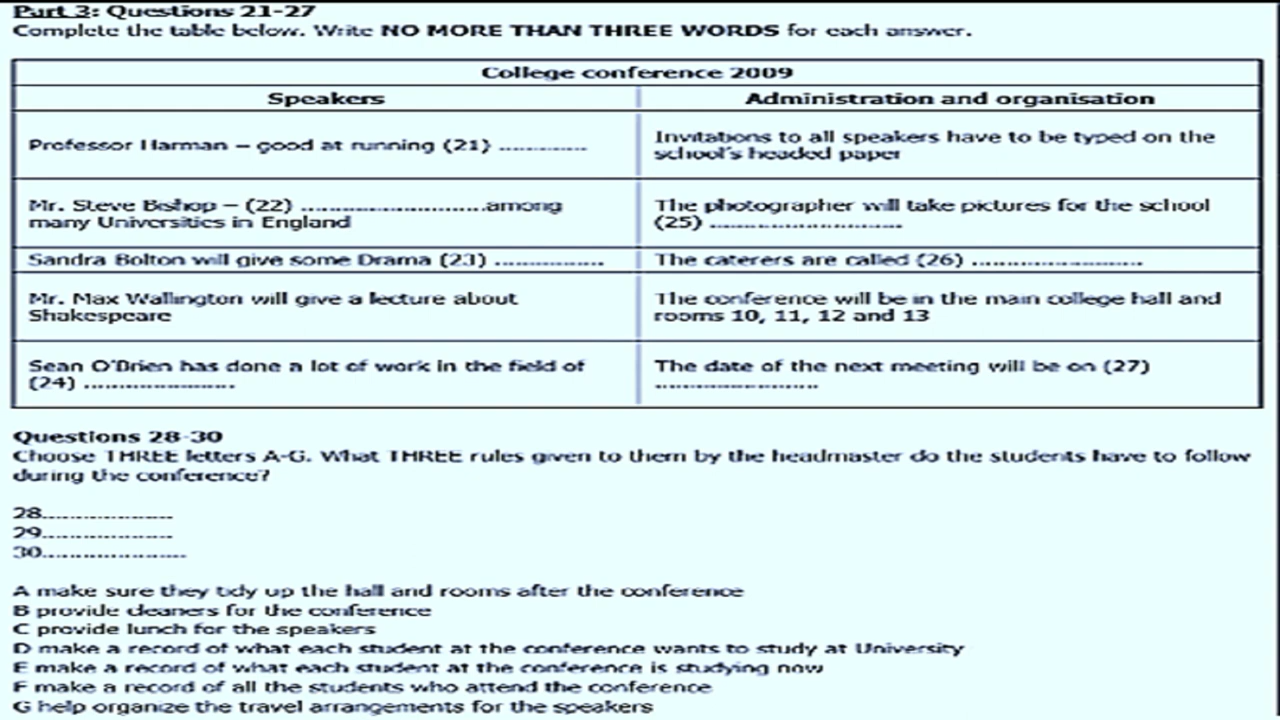 Part 3: Questions 21-27
Complete the table below. Write NO MORE THAN THREE WORDS for each answer.
College conference 2009
Speakers
Administration and organisation
Professor Harman – good at running (21) ..............
Invitations to all speakers have to be typed on the
school's headed paper
Mr. Steve Bishop – (22) .............................among
many Universities in England
The photographer will take pictures for the school
(25) ..............................
Sandra Bolton will give some Drama (23) .................
The caterers are called (26) ...........................
Mr. Max Wallington will give a lecture about
Shakespeare
The conference will be in the main college hall and
rooms 10, 11, 12 and 13
Sean O'Brien has done a lot of work in the field of
(24) ........................
The date of the next meeting will be on (27)
..........................
Questions 28-30
Choose THREE letters A-G. What THREE rules given to them by the headmaster do the students have to follow
during the conference?
28.....................
29.....................
30.......................
A make sure they tidy up the hall and rooms after the conference
B provide cleaners for the conference
C provide lunch for the speakers
D make a record of what each student at the conference wants to study at University
E make a record of what each student at the conference is studying now
F make a record of all the students who attend the conference
G help organize the travel arrangements for the speakers